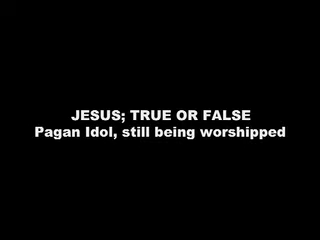 JESUS; TRUE OR FALSE
Pagan Idol, still being worshipped